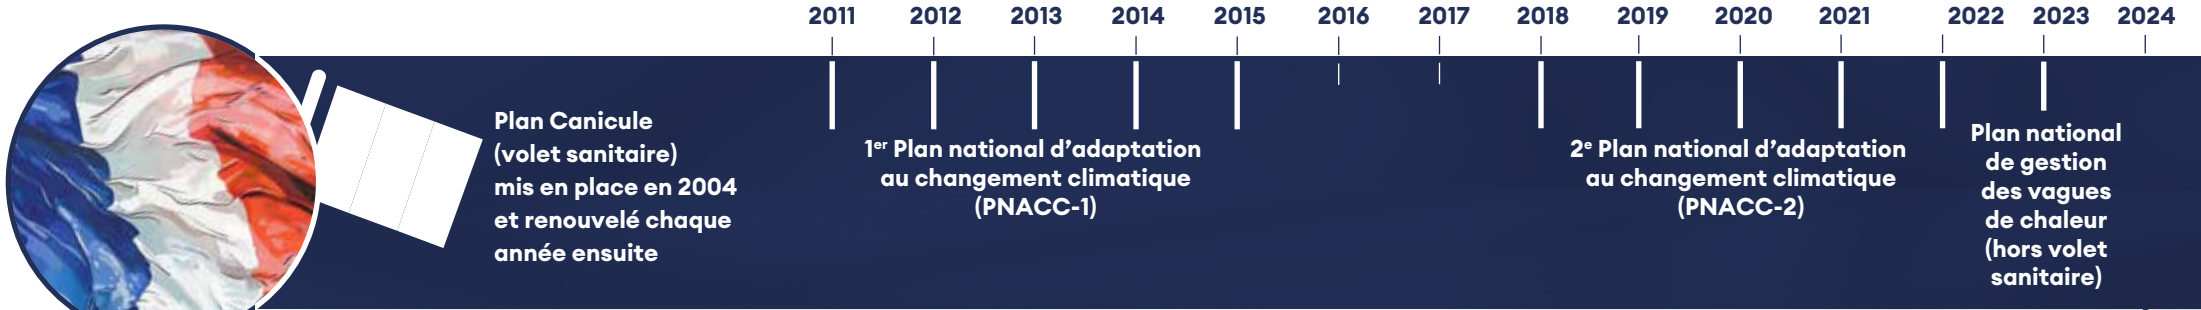 2011 2012 2013 2014 2015 2016 2017 2018 2019 2020 2021 2022 2023 2024
Plan Canicule
(volet sanitaire)
mis en place en 2004
et renouvelé chaque
année ensuite
1er Plan national d’adaptation
au changement climatique
(PNACC-1)
2e Plan national d’adaptation
au changement climatique
(PNACC-2)
Plan national
de gestion
des vagues
de chaleur
(hors volet
sanitaire)